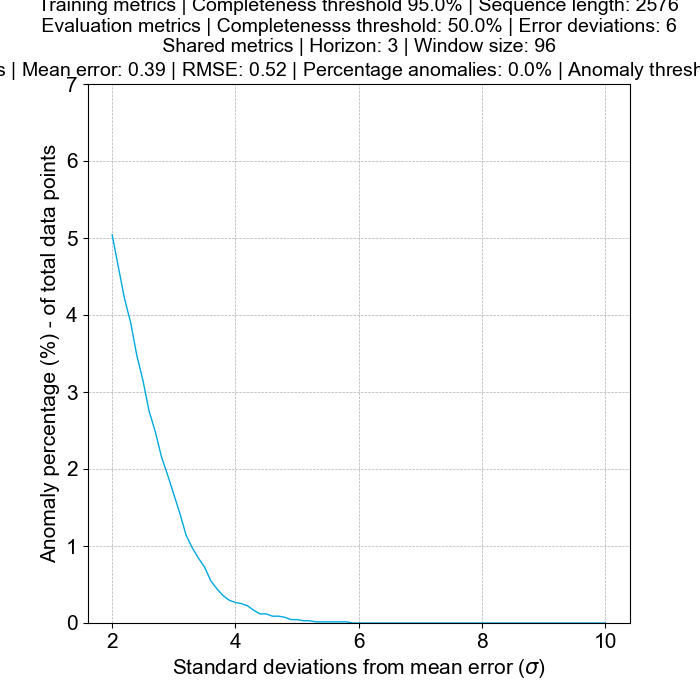 Training metrics | Completeness threshold 95.0% | Sequence length: 2576
Evaluation metrics | Completenesss threshold: 50.0% | Error deviations: 6
Shared metrics | Horizon: 3 | Window size: 96
s | Mean error: 0.39 | RMSE: 0.52 | Percentage anomalies: 0.0% | Anomaly thresh
7
6
5
4
3
2
1
0
Anomaly percentage (%) - of total data points
2 4 6 8 10
Standard deviations from mean error (σ)